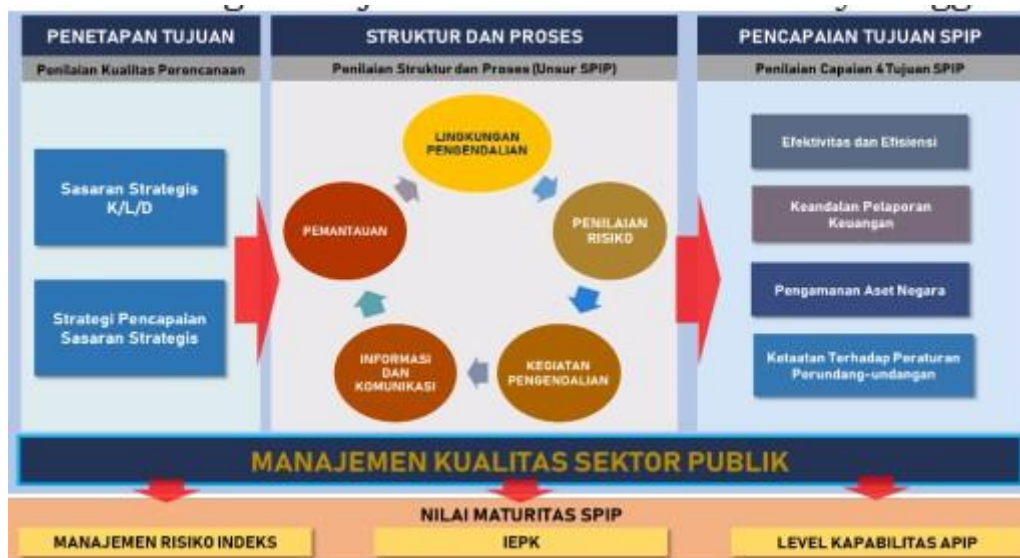 PENETAPAN TUJUAN
Penilaian Kualitas Perencanaan
Sasaran Strategis
K/L/D
Strategi Pencapaian
Sasaran Strategis
STRUKTUR DAN PROSES
Penilaian Struktur dan Proses (Unsur SPIP)
LINGKUNGAN
PENGENDALIAN
PENILAIAN
RISIKO
KEGIATAN
PENGENDALIAN
INFORMASI
DAN
KOMUNIKASI
PEMANTAUAN
PENCAPAIAN TUJUAN SPIP
Penilaian Capaian 4 Tujuan SPIP
Efektivitas dan Efisiensi
Keandalan Pelaporan
Keuangan
Pengamanan Aset Negara
Ketaatan Terhadap Peraturan
Perundang-undangan
MANAJEMEN KUALITAS SEKTOR PUBLIK
NILAI MATURITAS SPIP
MANAJEMEN RISIKO INDEKS
IEPK
LEVEL KAPABILITAS APIP